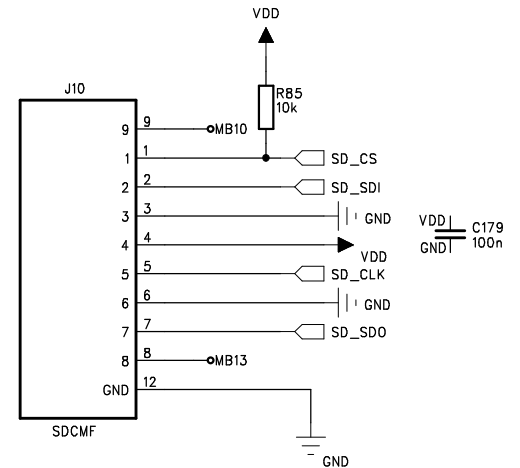 VDD
J10
R85
10k
9 9 MB10
1 1 SD_CS
2 2 SD_SDI
3 3 GND
VDD C179
GND 100n
4 4 VDD
5 5 SD_CLK
6 6 GND
7 7 SD_SDO
8 8 MB13
GND 12
SDCMF
GND